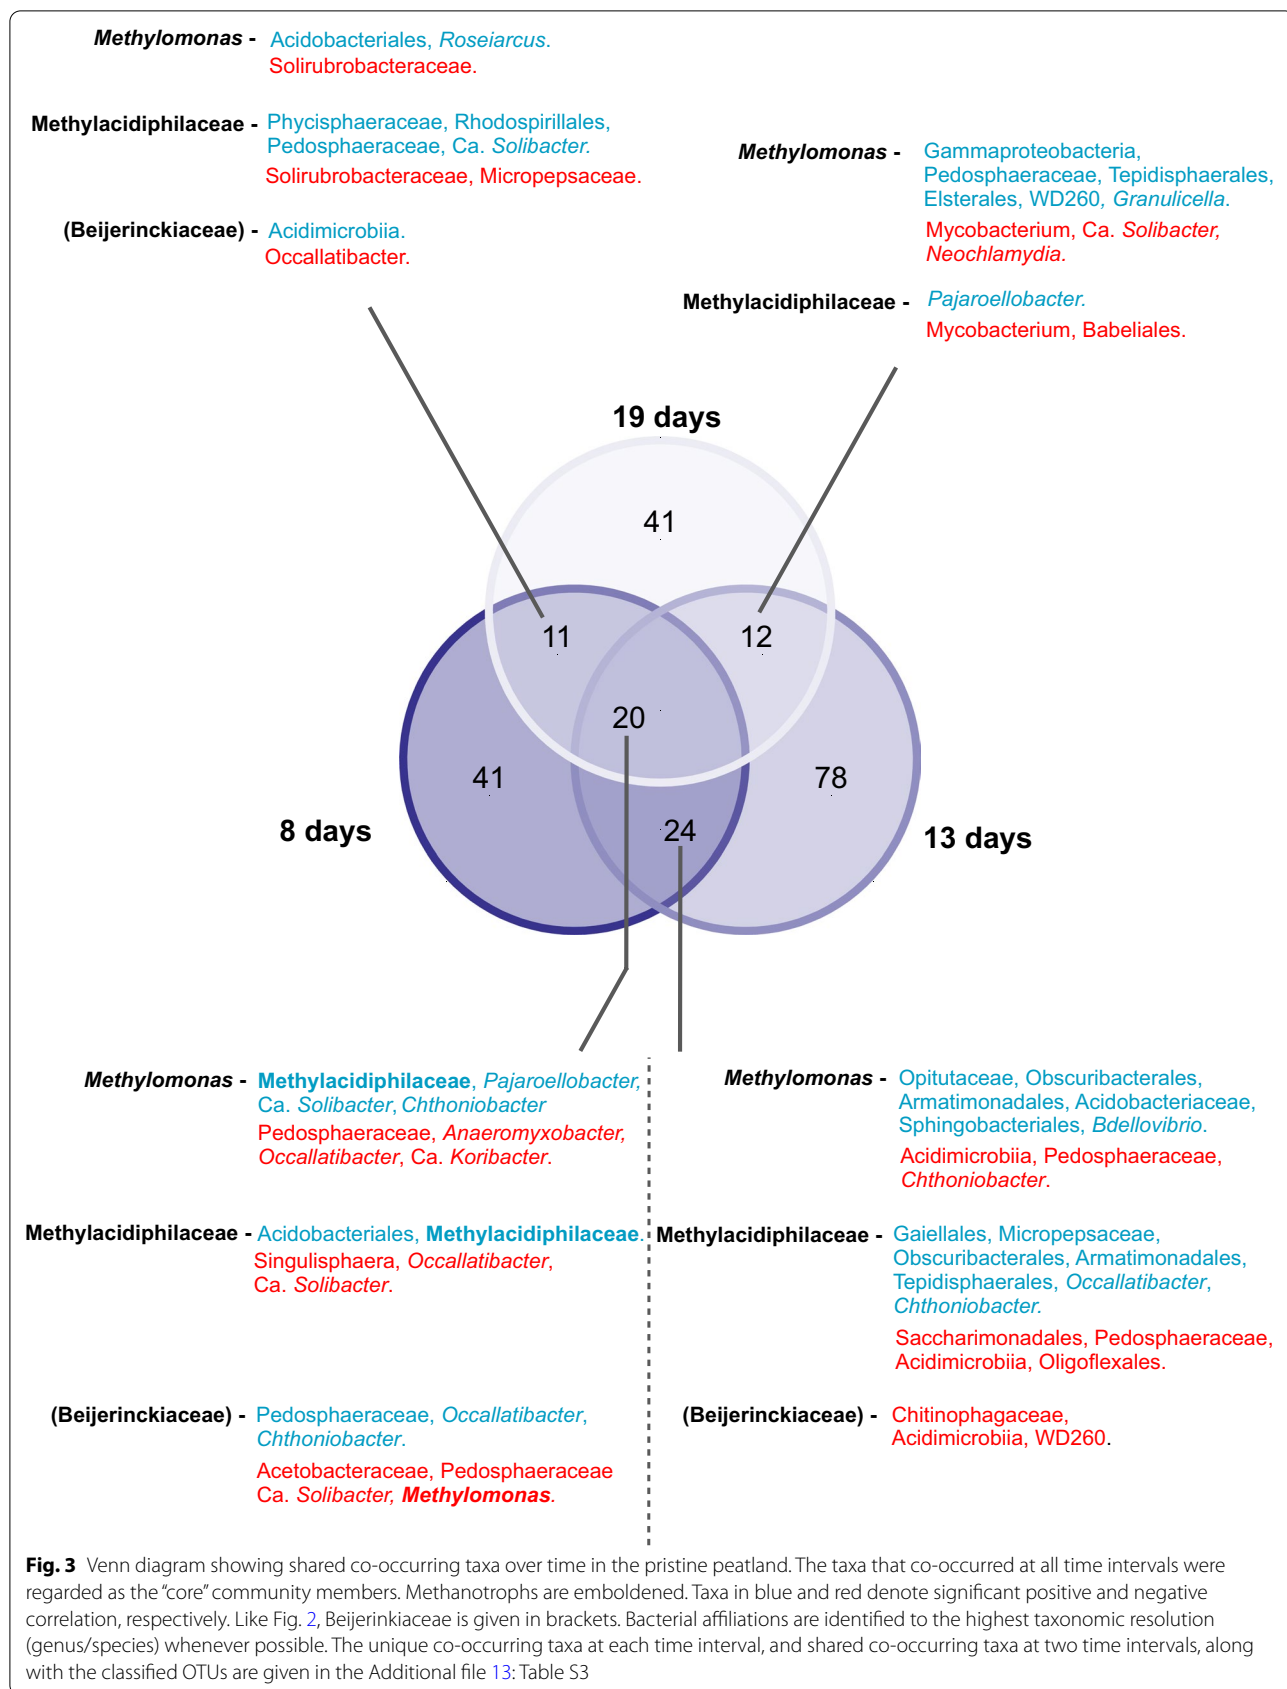 Methylomonas - Acidobacteriales, Roseiarcus.
Solirubrobacteraceae.
Methylacidiphilaceae - Phycisphaeraceae, Rhodospirillales,
Pedosphaeraceae, Ca. Solibacter.
Solirubrobacteraceae, Micropepsaceae.
(Beijerinckiaceae) - Acidimicrobiia.
Occallatibacter.
Methylomonas - Gammaproteobacteria,
Pedosphaeraceae, Tepidisphaerales,
Elsterales, WD260, Granulicella.
Mycobacterium, Ca. Solibacter,
Neochlamydia.
Methylacidiphilaceae - Pajaroellobacter.
Mycobacterium, Babeliales.
19 days
41
11
12
20
41
78
24
8 days
13 days
Methylomonas - Methylacidiphilaceae, Pajaroellobacter,
Ca. Solibacter, Chthoniobacter
Pedosphaeraceae, Anaeromyxobacter,
Occallatibacter, Ca. Koribacter.
Methylacidiphilaceae - Acidobacteriales, Methylacidiphilaceae.
Singulisphaera, Occallatibacter,
Ca. Solibacter.
(Beijerinckiaceae) - Pedosphaeraceae, Occallatibacter,
Chthoniobacter.
Acetobacteraceae, Pedosphaeraceae
Ca. Solibacter, Methylomonas.
Methylomonas - Opitutaceae, Obscuribacterales,
Armatimonadales, Acidobacteriaceae,
Sphingobacteriales, Bdellovibrio.
Acidimicrobiia, Pedosphaeraceae,
Chthoniobacter.
Methylacidiphilaceae - Gaiellales, Micropepsaceae,
Obscuribacterales, Armatimonadales,
Tepidisphaerales, Occallatibacter,
Chthoniobacter.
Saccharimonadales, Pedosphaeraceae,
Acidimicrobiia, Oligoflexales.
(Beijerinckiaceae) - Chitinophagaceae,
Acidimicrobiia, WD260.
Fig. 3 Venn diagram showing shared co-occurring taxa over time in the pristine peatland. The taxa that co-occurred at all time intervals were
regarded as the "core" community members. Methanotrophs are emboldened. Taxa in blue and red denote significant positive and negative
correlation, respectively. Like Fig. 2, Beijerinkiaceae is given in brackets. Bacterial affiliations are identified to the highest taxonomic resolution
(genus/species) whenever possible. The unique co-occurring taxa at each time interval, and shared co-occurring taxa at two time intervals, along
with the classified OTUs are given in the Additional file 13: Table S3